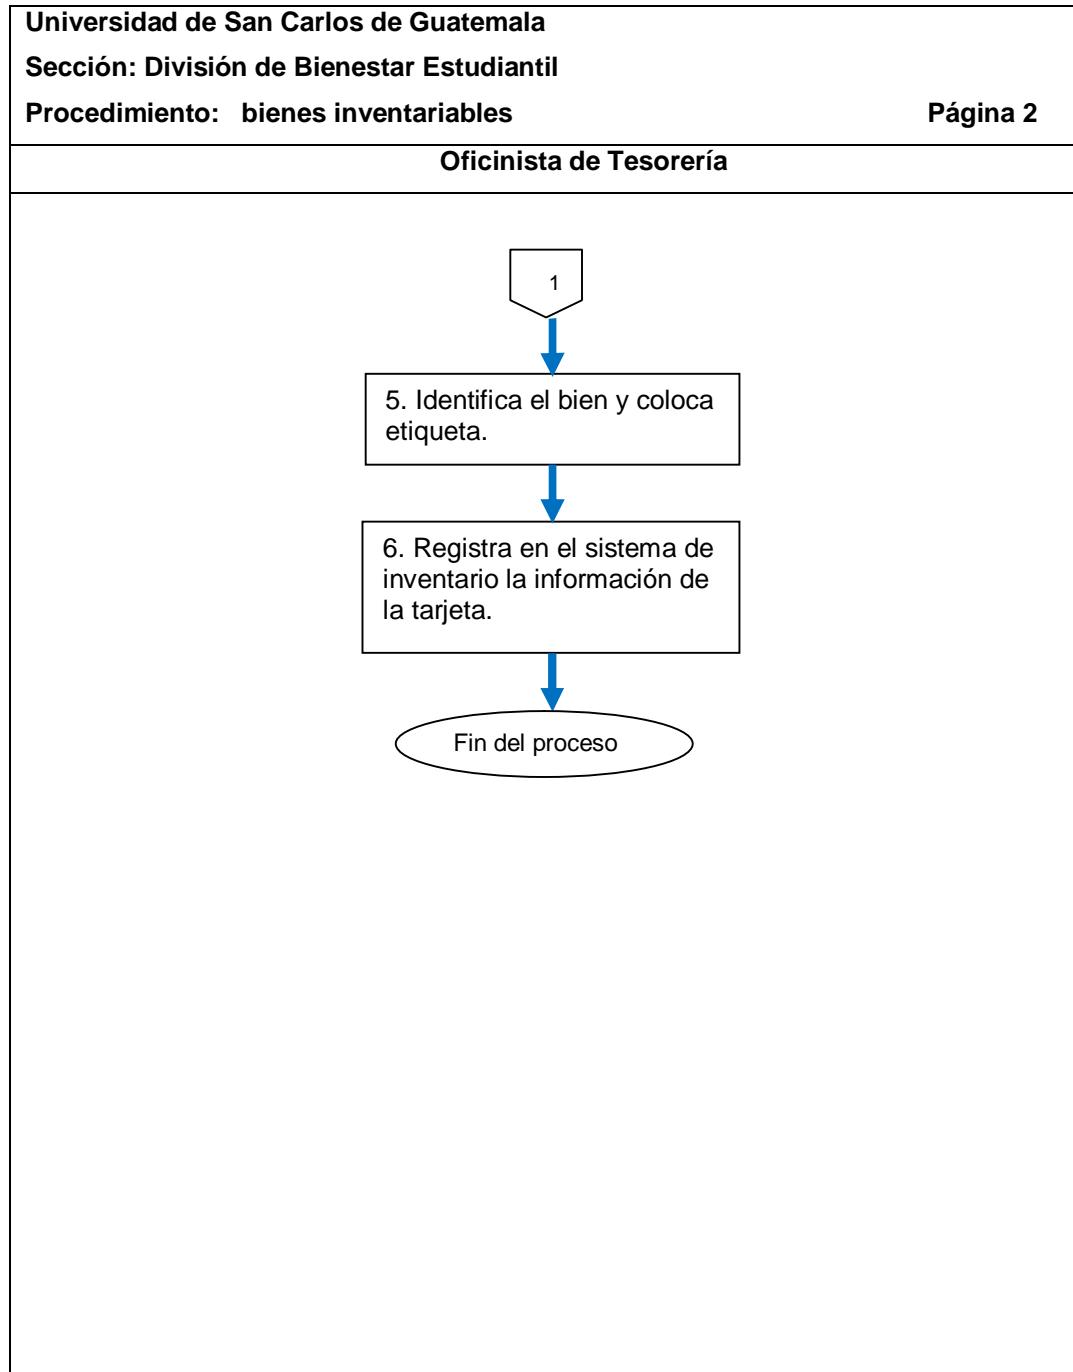 Universidad de San Carlos de Guatemala
Sección: División de Bienestar Estudiantil
Procedimiento: bienes inventariables Página 2
Oficinista de Tesorería
1
5. Identifica el bien y coloca
etiqueta.
6. Registra en el sistema de
inventario la información de
la tarjeta.
Fin del proceso